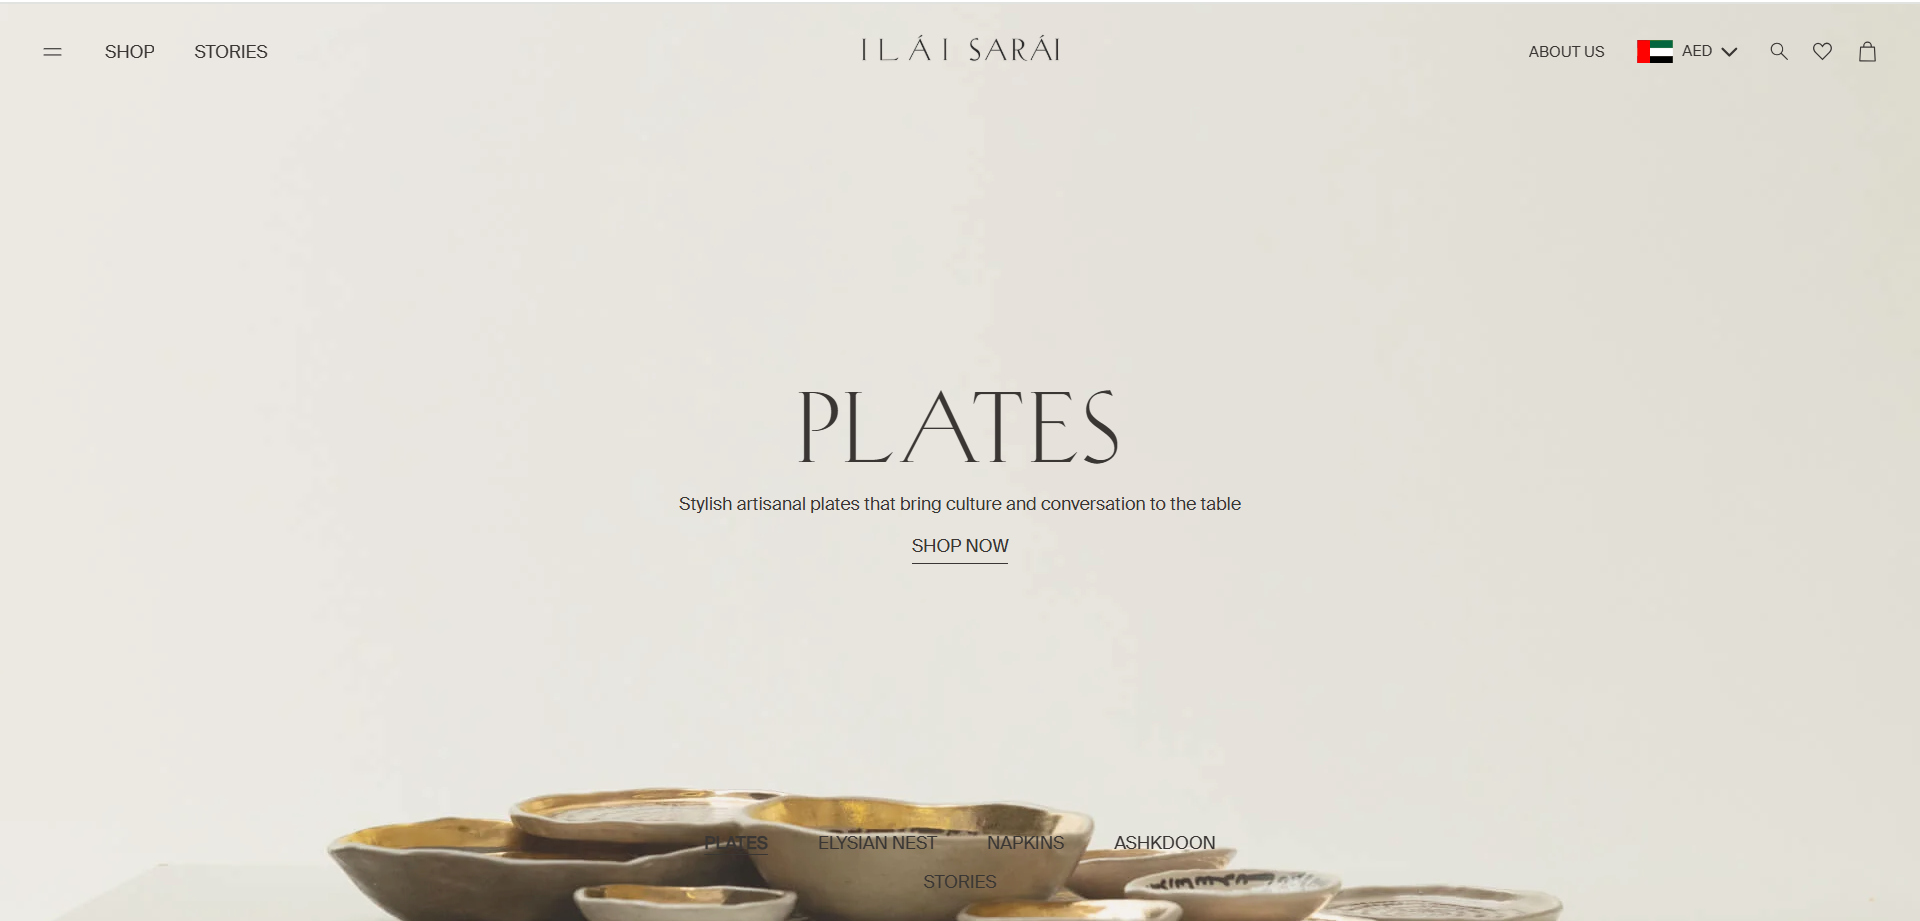 SHOP STORIES ILÁI SARÁI ABOUT US AED
PLATES
Stylish artisanal plates that bring culture and conversation to the table
SHOP NOW
PLATES ELYSIAN NEST NAPKINS ASHKDOON
STORIES